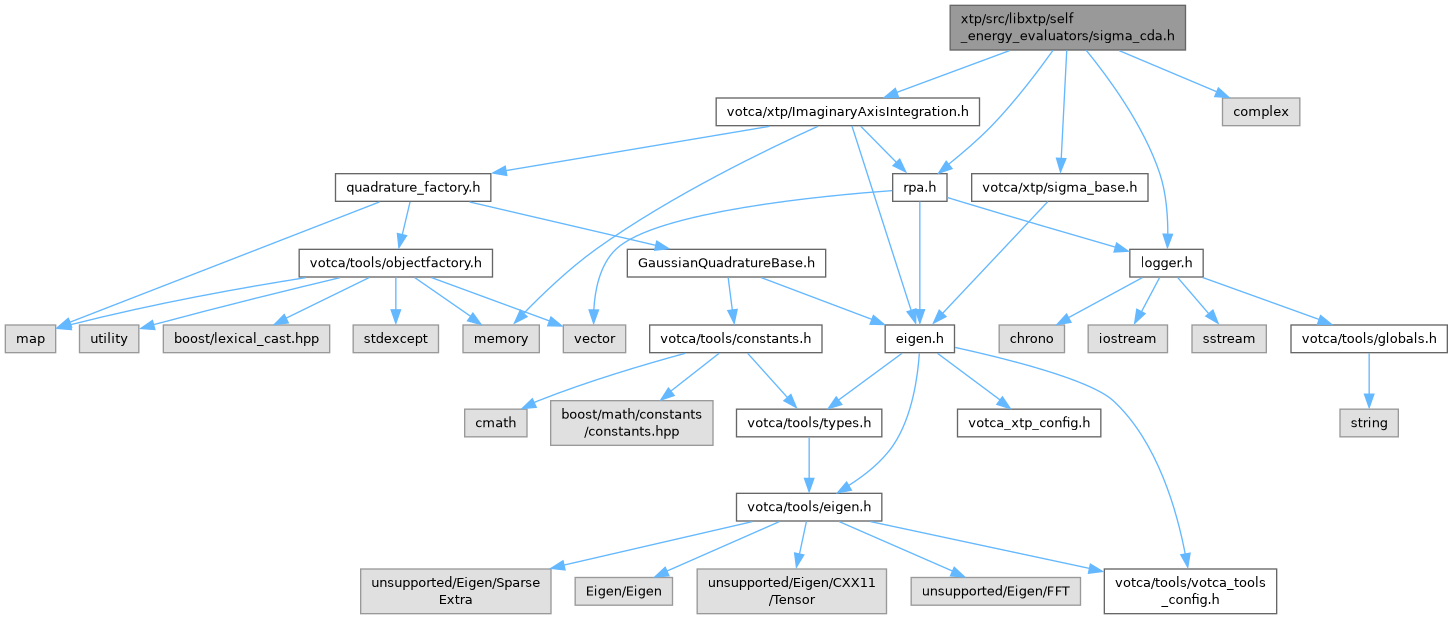 xtp/src/libxtp/self
_energy_evaluators/sigma_cda.h
votca/xtp/ImaginaryAxisIntegration.h
complex
quadrature_factory.h
rpa.h
votca/xtp/sigma_base.h
votca/tools/objectfactory.h
GaussianQuadratureBase.h
logger.h
map
utility
boost/lexical_cast.hpp
stdexcept
memory
vector
votca/tools/constants.h
eigen.h
chrono
iostream
sstream
votca/tools/globals.h
cmath
boost/math/constants
/constants.hpp
votca/tools/types.h
votca_xtp_config.h
string
votca/tools/eigen.h
unsupported/Eigen/Sparse
Extra
Eigen/Eigen
unsupported/Eigen/CXX11
/Tensor
unsupported/Eigen/FFT
votca/tools/votca_tools
_config.h